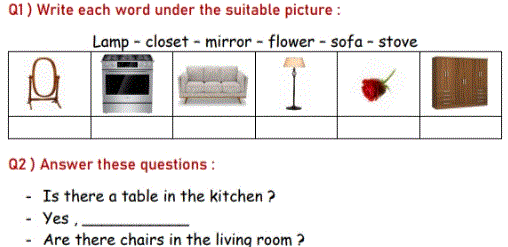 Q1 ) Write each word under the suitable picture :
Lamp – closet – mirror – flower – sofa – stove
Q2 ) Answer these questions :
- Is there a table in the kitchen ?
- Yes , ______________
- Are there chairs in the living room ?